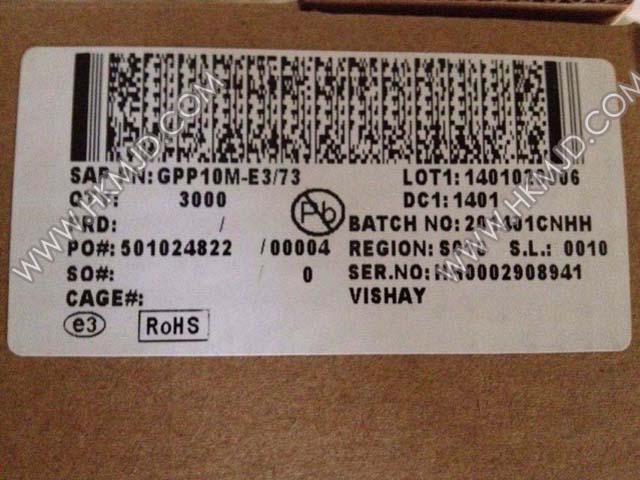 GPP10M-E3/73
LOT1:
3000
DC1: 1401
Pb
/
BATCH NO:
PO#: 501024822 /00004
REGION: S.L.: 0010
SO#: 0
SER.NO:
CAGE#:
VISHAY
e3
RoHS
WWW.HKMJD.COM
WWW.HKMJD.COM
WWW.HKMJD.COM